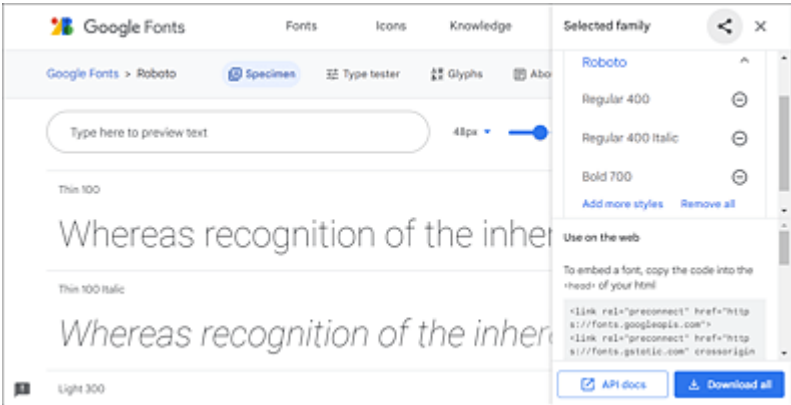 Google Fonts
Fonts
Icons
Knowledge
Google Fonts > Roboto
Specimen
Type tester
Glyphs
Abo
Type here to preview text
48px
Thin 100
Whereas recognition of the inher
Thin 100 Italic
Whereas recognition of the inhere
Light 300
Selected family
Roboto
Regular 400
Regular 400 Italic
Bold 700
Add more styles
Remove all
Use on the web
To embed a font, copy the code into the
<head> of your html
<link rel="preconnect" href="http
s://fonts.googleapis.com">
<link rel="preconnect" href="http
s://fonts.gstatic.com" crossorigin
API docs
Download all